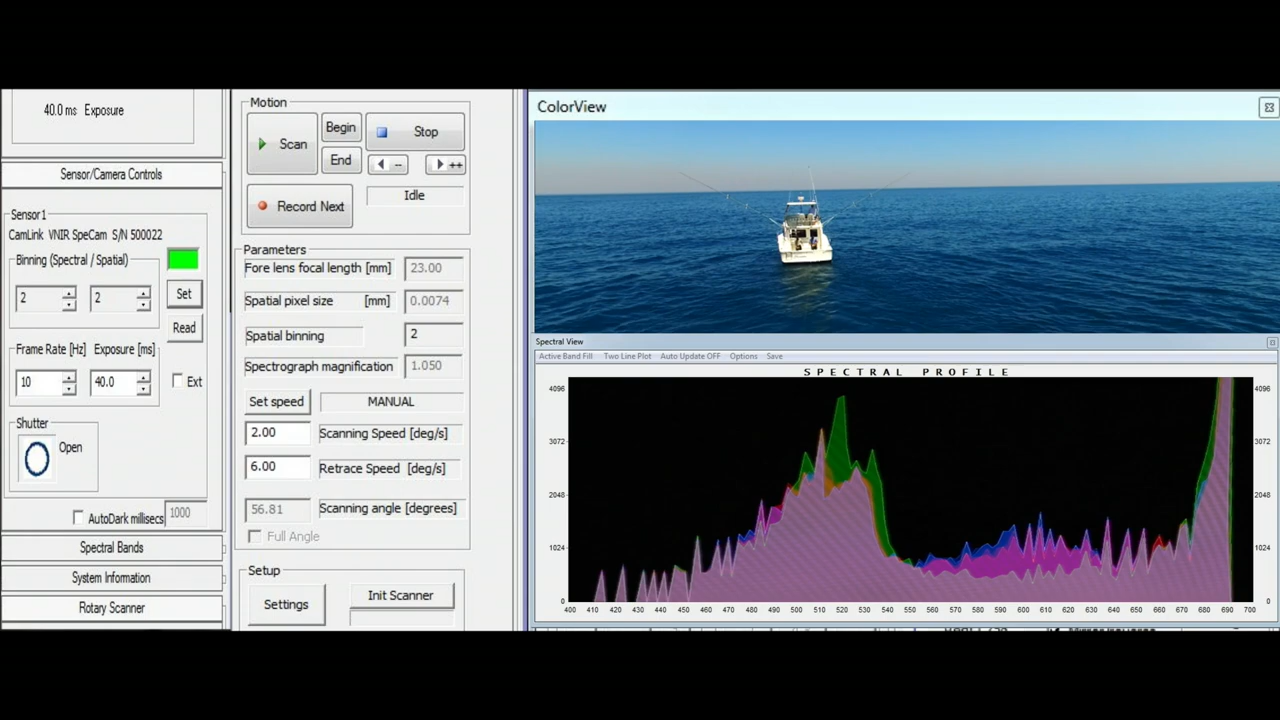 40.0 ms Exposure
Sensor/Camera Controls
Sensor1
CamLink VNIR SpeCam S/N 500022
Binning (Spectral / Spatial)
2 2
Set
Read
Frame Rate [Hz] Exposure [ms]
10 40.0
Ext
Shutter
Open
AutoDark millisecs 1000
Spectral Bands
System Information
Rotary Scanner
Motion
Scan
Begin
End
Stop
--
++
Record Next
Idle
Parameters
Fore lens focal length [mm] 23.00
Spatial pixel size [mm] 0.0074
Spatial binning 2
Spectrograph magnification 1.050
Set speed MANUAL
2.00 Scanning Speed [deg/s]
6.00 Retrace Speed [deg/s]
56.81 Scanning angle [degrees]
Full Angle
Setup
Settings
Init Scanner
ColorView
Spectral View
Active Band Fill Two Line Plot Auto Update OFF Options Save
SPECTRAL PROFILE
4096 4096
3072 3072
2048 2048
1024 1024
0 0
400 410 420 430 440 450 460 470 480 490 500 510 520 530 540 550 560 570 580 590 600 610 620 630 640 650 660 670 680 690 700